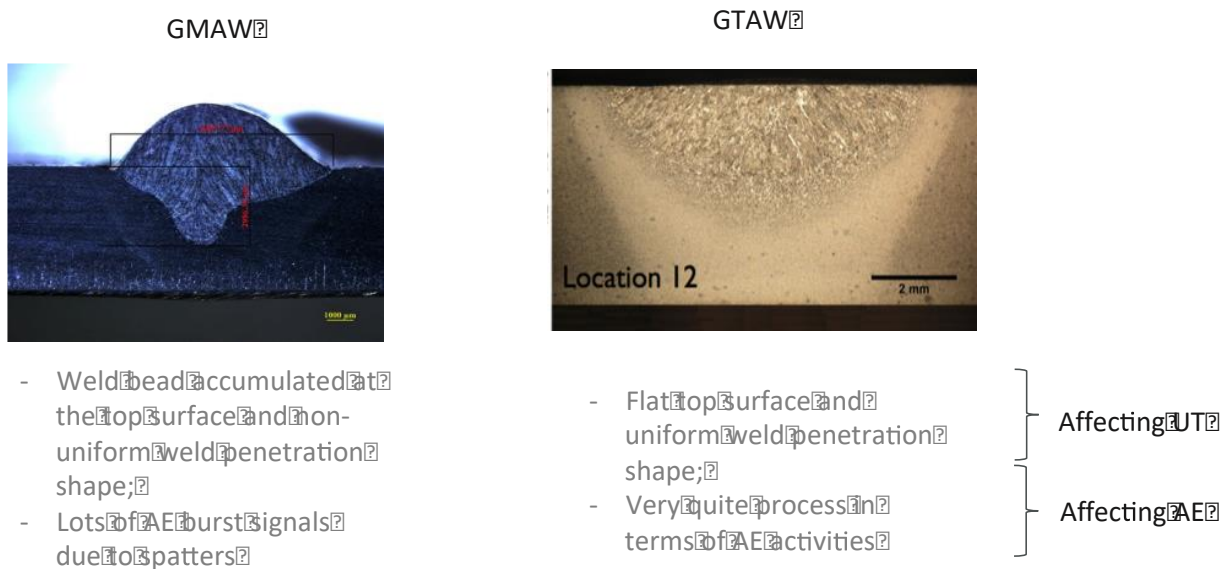 GMAW
GTAW
Location 12
2 mm
1000 µm
- Weld bead accumulated at
the top surface and non-
uniform weld penetration
shape;
- Lots of AE burst signals
due to spatters
- Flat top surface and
uniform weld penetration
shape;
- Very quite process in
terms of AE activities
Affecting UT
Affecting AE